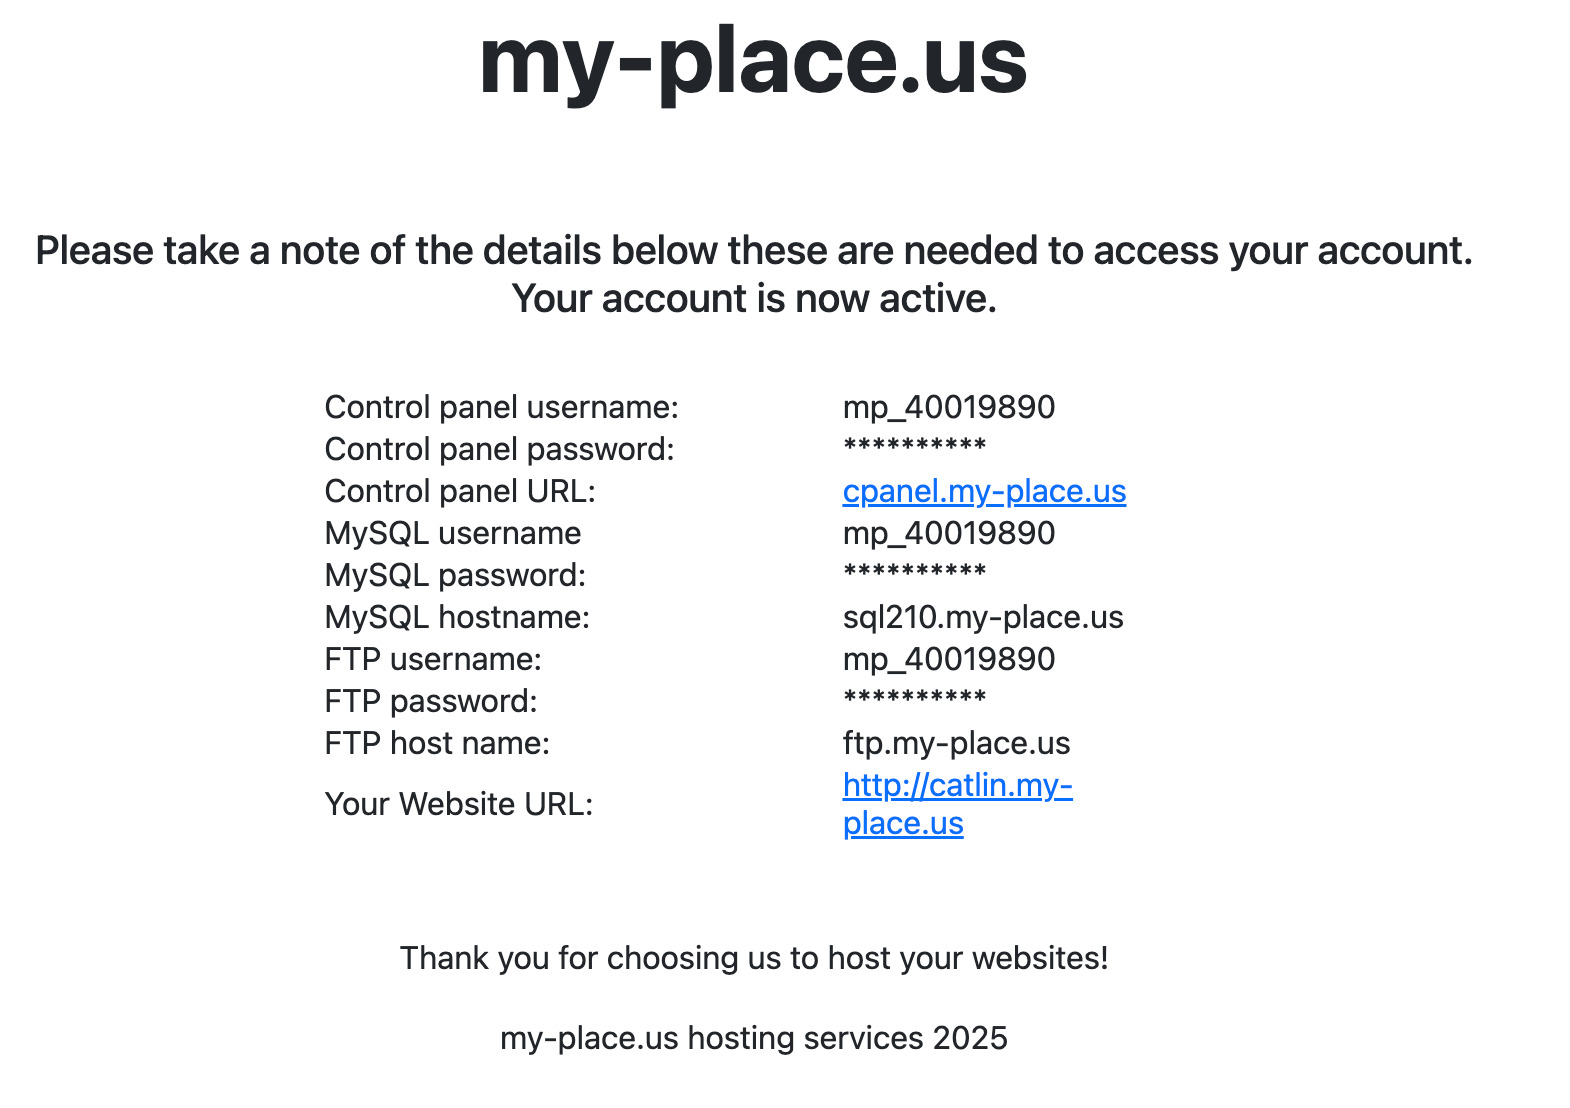 my-place.us
Please take a note of the details below these are needed to access your account.
Your account is now active.
Control panel username: mp_40019890
Control panel password: **********
Control panel URL: cpanel.my-place.us
MySQL username mp_40019890
MySQL password: **********
MySQL hostname: sql210.my-place.us
FTP username: mp_40019890
FTP password: **********
FTP host name: ftp.my-place.us
Your Website URL: http://catlin.my-
place.us
Thank you for choosing us to host your websites!
my-place.us hosting services 2025